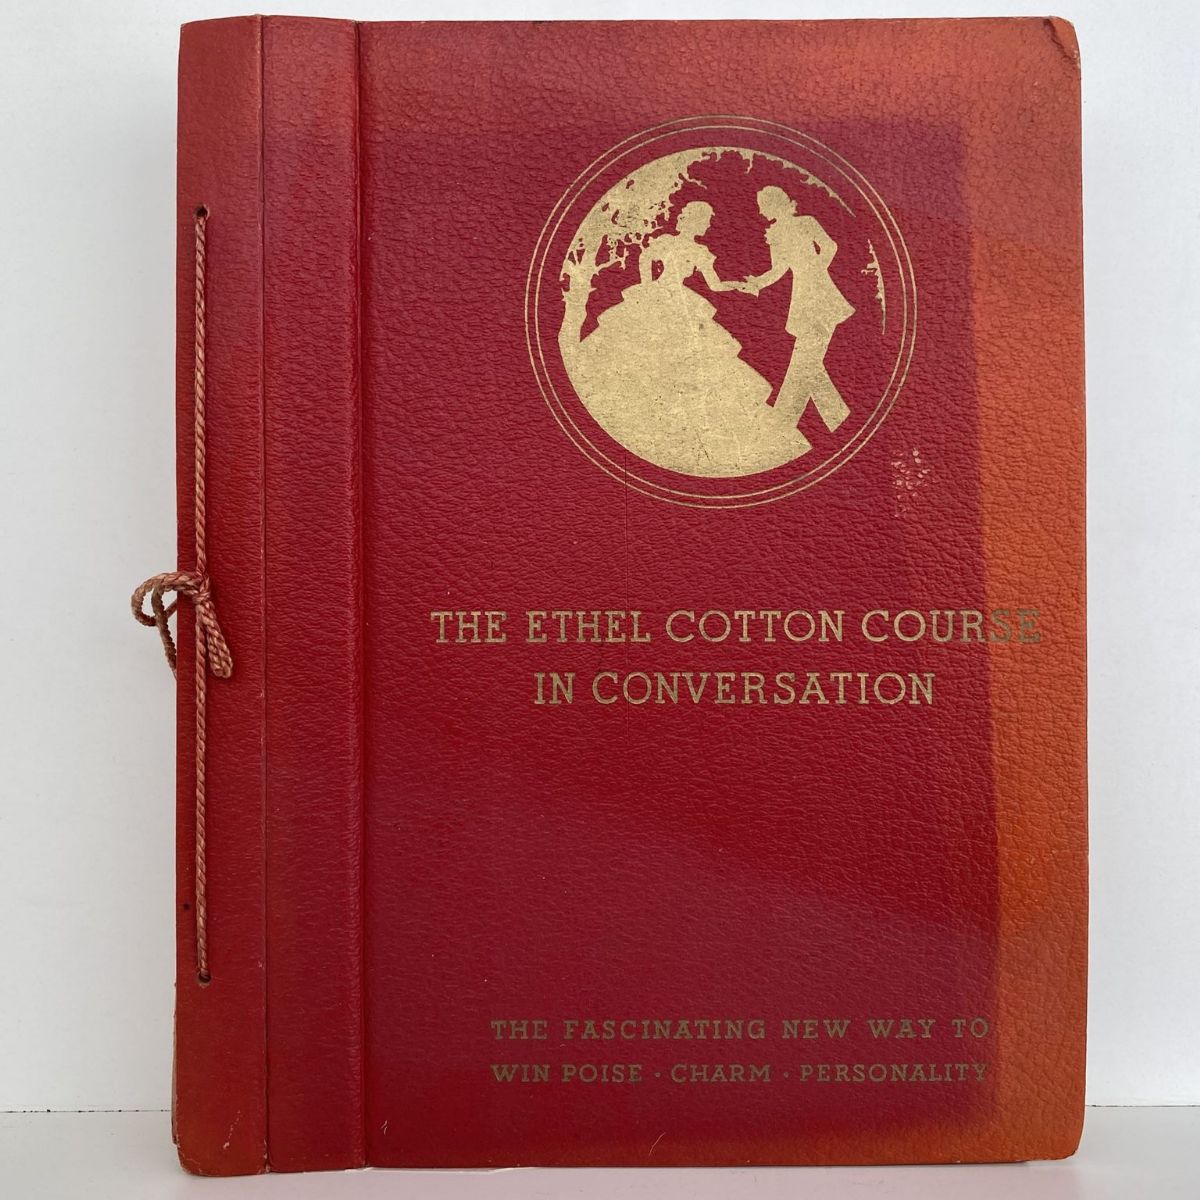 THE ETHEL COTTON COURSE
IN CONVERSATION
THE FASCINATING NEW WAY TO
WIN POISE · CHARM · PERSONALITY